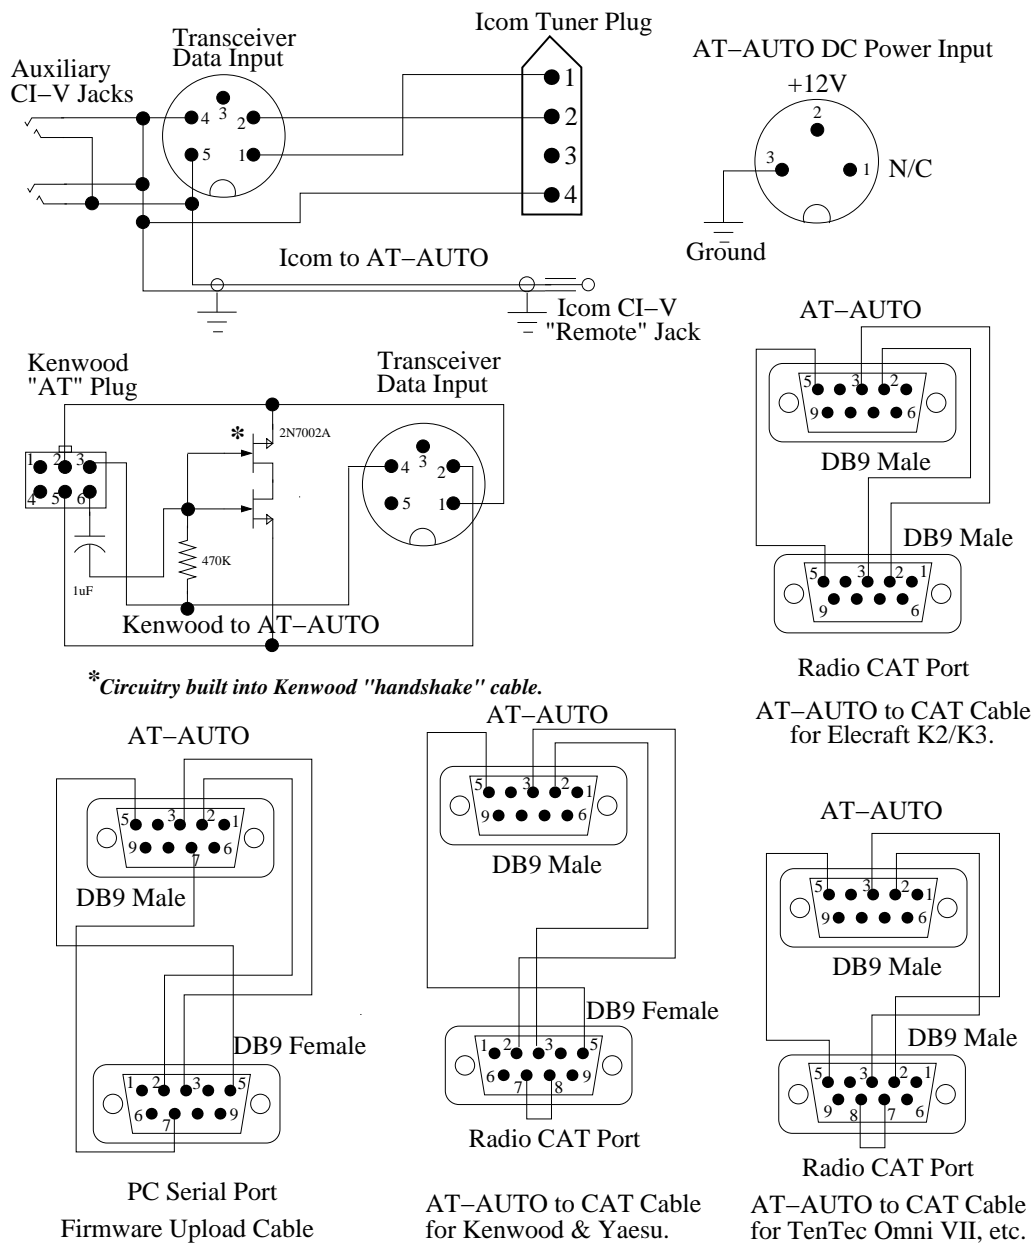 Icom Tuner Plug
Transceiver
Data Input
AT−AUTO DC Power Input
Auxiliary
CI−V Jacks
+12V
1
2
3
4
4
3
2
5
1
2
3
1
N/C
Ground
Icom to AT−AUTO
Icom CI−V
"Remote" Jack
Kenwood
"AT" Plug
Transceiver
Data Input
*
2N7002A
1
2
3
4
5
6
4
3
2
5
1
470K
1uF
Kenwood to AT−AUTO
*Circuitry built into Kenwood "handshake" cable.
AT−AUTO
5
3
2
9
6
DB9 Male
DB9 Male
5
3
2
1
9
6
Radio CAT Port
AT−AUTO to CAT Cable
for Elecraft K2/K3.
AT−AUTO
5
3
2
1
9
7
6
DB9 Male
DB9 Female
1
2
3
5
6
7
9
PC Serial Port
Firmware Upload Cable
AT−AUTO
5
3
2
1
9
6
DB9 Male
DB9 Female
1
2
3
5
6
7
8
9
Radio CAT Port
AT−AUTO to CAT Cable
for Kenwood & Yaesu.
AT−AUTO
5
3
2
1
9
6
DB9 Male
DB9 Male
5
3
2
1
9
8
7
6
Radio CAT Port
AT−AUTO to CAT Cable
for TenTec Omni VII, etc.